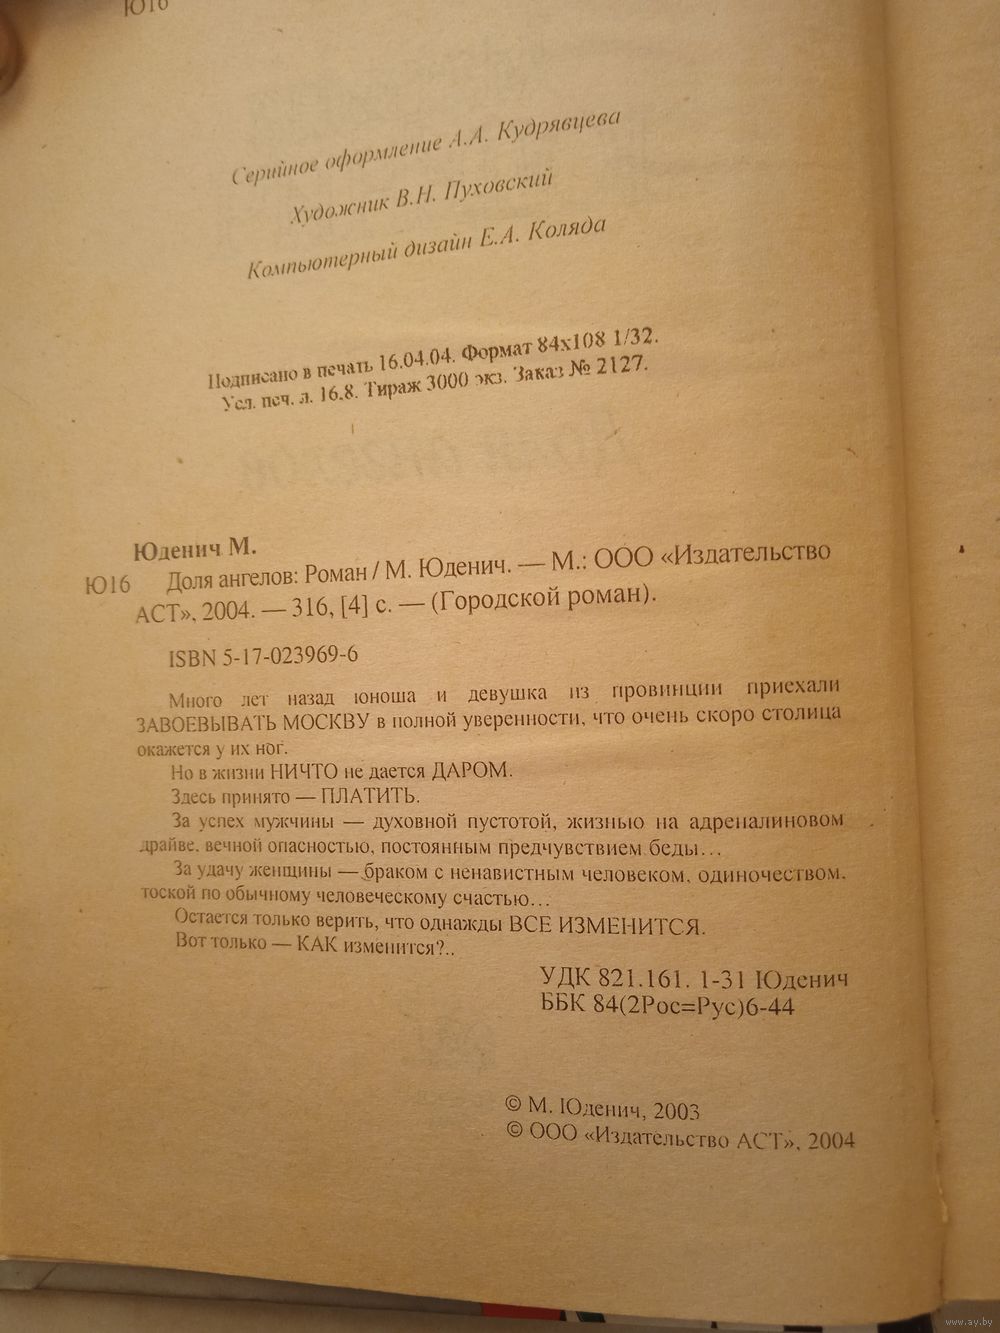 Ю16
Серийное оформление А.А. Кудрявцева
Художник В.Н. Пуховский
Компьютерный дизайн Е.А. Коляда
Подписано в печать 16.04.04. Формат 84x108 1/32.
Усл. печ. л. 16.8. Тираж 3000 экз. Заказ № 2127.
Юденич М.
Ю16 Доля ангелов: Роман / М. Юденич. — М.: ООО «Издательство
АСТ», 2004. — 316, [4] с. — (Городской роман).
ISBN 5-17-023969-6
Много лет назад юноша и девушка из провинции приехали
ЗАВОЕВЫВАТЬ МОСКВУ в полной уверенности, что очень скоро столица
окажется у их ног.
Но в жизни НИЧТО не дается ДАРОМ.
Здесь принято — ПЛАТИТЬ.
За успех мужчины — духовной пустотой, жизнью на адреналиновом
драйве, вечной опасностью, постоянным предчувствием беды...
За удачу женщины — браком с ненавистным человеком, одиночеством,
тоской по обычному человеческому счастью...
Остается только верить, что однажды ВСЕ ИЗМЕНИТСЯ.
Вот только — КАК изменится?..
УДК 821.161. 1-31 Юденич
ББК 84(2Рос=Рус)6-44
© М. Юденич, 2003
© ООО «Издательство АСТ», 2004
www.ay.by